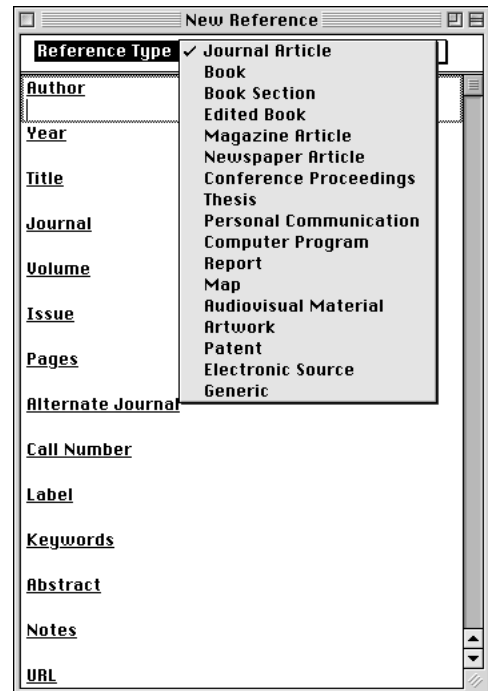 New Reference
Reference Type
✓ Journal Article
Book
Book Section
Edited Book
Magazine Article
Newspaper Article
Conference Proceedings
Thesis
Personal Communication
Computer Program
Report
Map
Audiovisual Material
Artwork
Patent
Electronic Source
Generic
Author
Year
Title
Journal
Volume
Issue
Pages
Alternate Journal
Call Number
Label
Keywords
Abstract
Notes
URL